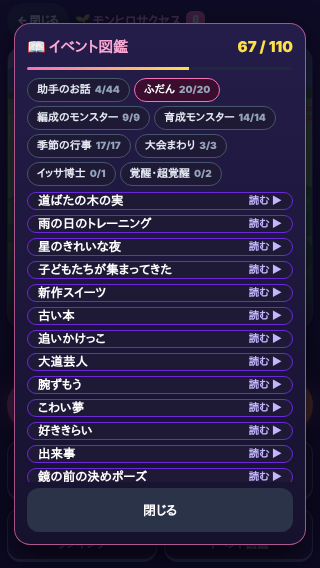 ← 閉じる 🌱 モンヒロサクセス β
📖 イベント図鑑 67 / 110
助手のお話 4/44 ふだん 20/20
編成のモンスター 9/9 育成モンスター 14/14
季節の行事 17/17 大会まわり 3/3
イッサ博士 0/1 覚醒・超覚醒 0/2
道ばたの木の実 読む ▶
雨の日のトレーニング 読む ▶
星のきれいな夜 読む ▶
子どもたちが集まってきた 読む ▶
新作スイーツ 読む ▶
古い本 読む ▶
追いかけっこ 読む ▶
大道芸人 読む ▶
腕ずもう 読む ▶
こわい夢 読む ▶
好ききらい 読む ▶
出来事 読む ▶
鏡の前の決めポーズ 読む ▶
閉じる